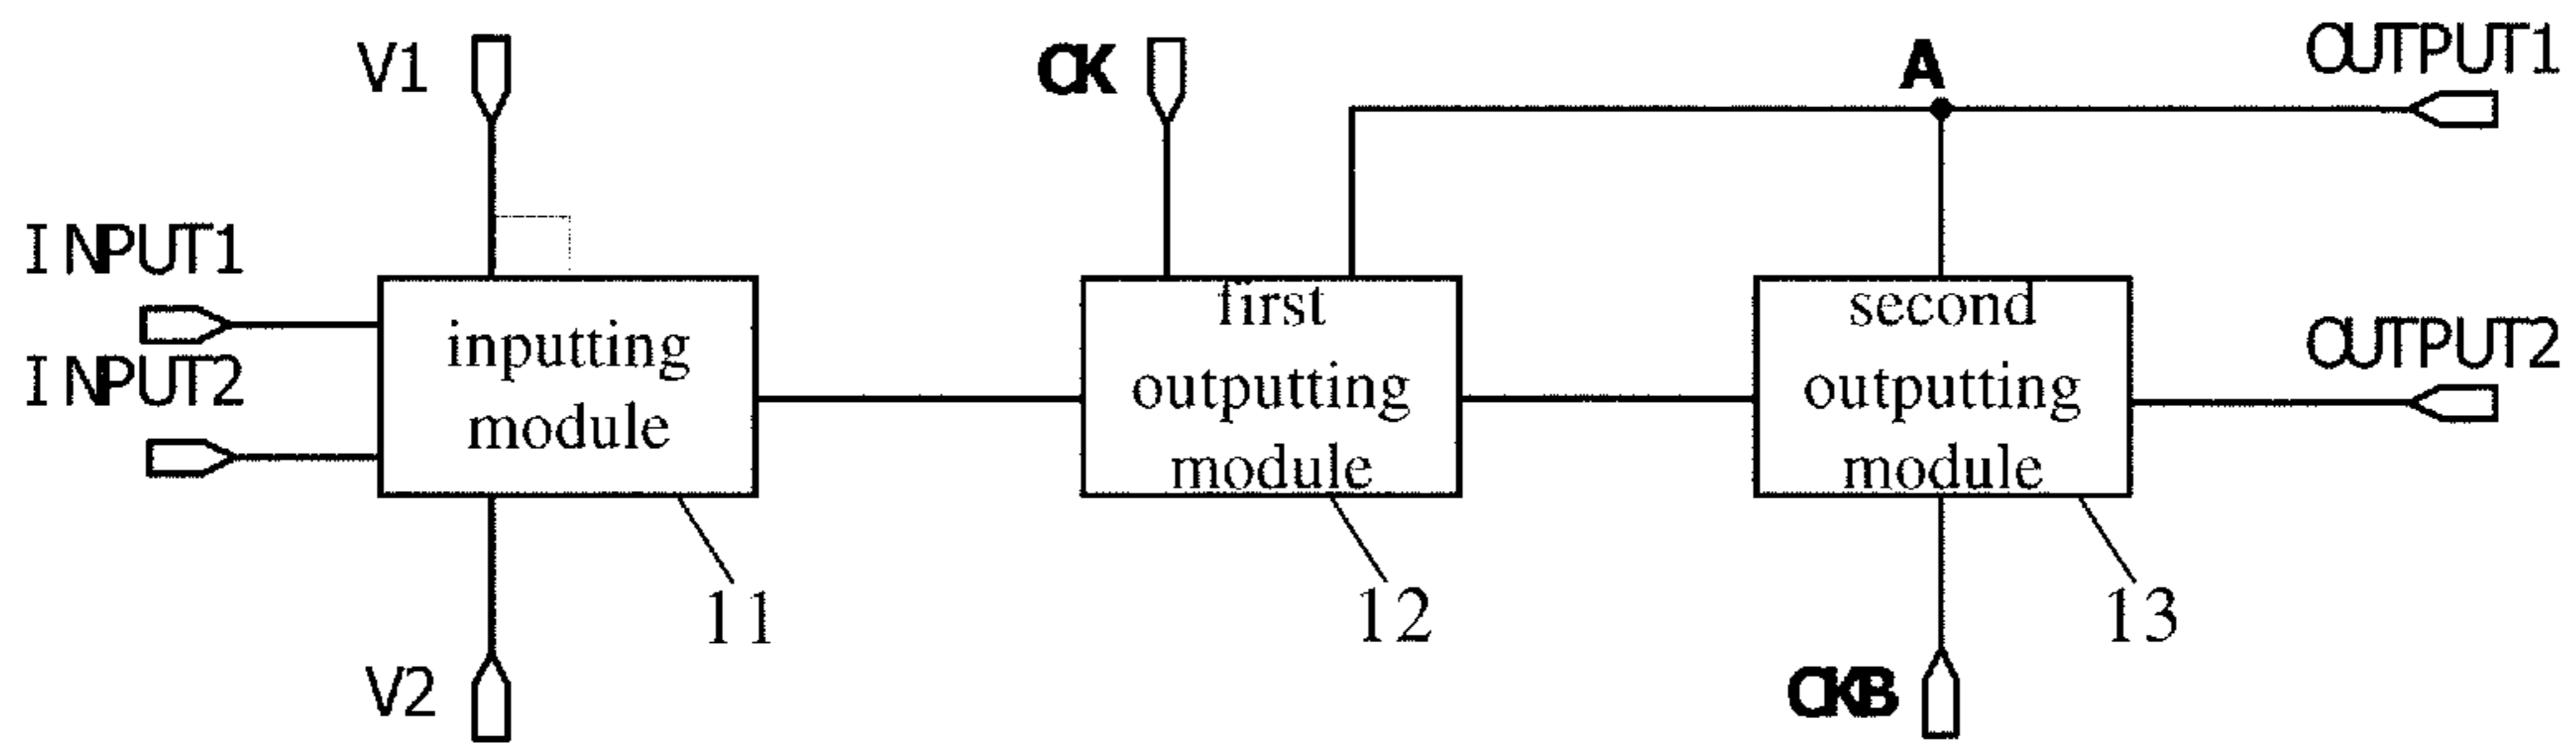 V1
CK
A
OUTPUT1
INPUT1
INPUT2
inputting
module
first
outputting
module
second
outputting
module
OUTPUT2
11
12
13
V2
CKB